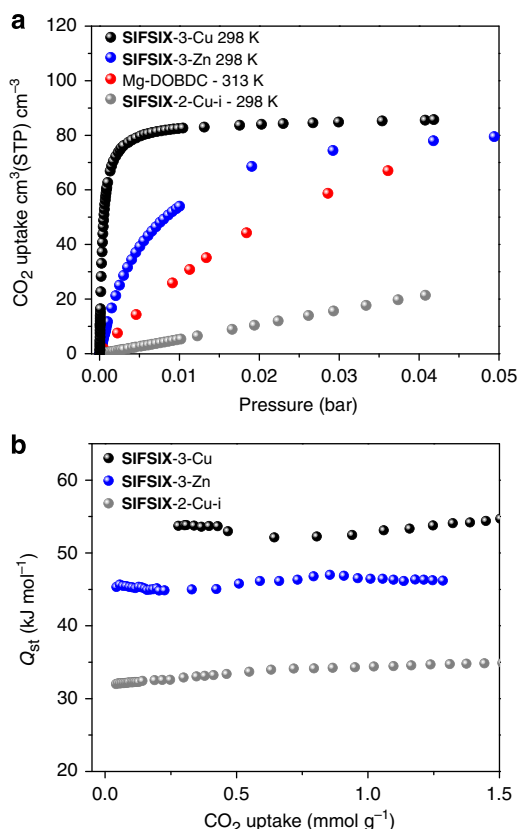 a
SIFSIX-3-Cu 298 K
SIFSIX-3-Zn 298 K
Mg-DOBDC - 313 K
SIFSIX-2-Cu-i - 298 K
CO₂ uptake cm³(STP) cm⁻³
120
100
80
60
40
20
0
0.00 0.01 0.02 0.03 0.04 0.05
Pressure (bar)
b
SIFSIX-3-Cu
SIFSIX-3-Zn
SIFSIX-2-Cu-i
Qst (kJ mol⁻¹)
60
50
40
30
20
0.0 0.5 1.0 1.5
CO₂ uptake (mmol g⁻¹)